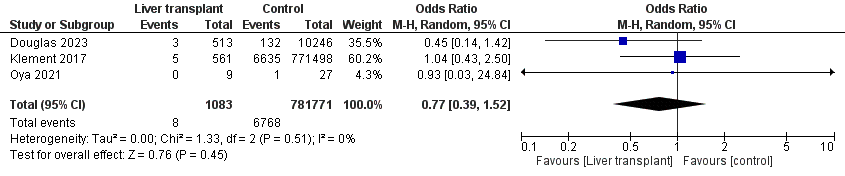 Liver transplant Control Odds Ratio Odds Ratio
Study or Subgroup Events Total Events Total Weight M-H, Random, 95% CI M-H, Random, 95% CI
Douglas 2023 3 513 132 10246 35.5% 0.45 [0.14, 1.42]
Klement 2017 5 561 6635 771498 60.2% 1.04 [0.43, 2.50]
Oya 2021 0 9 1 27 4.3% 0.93 [0.03, 24.84]
Total (95% CI) 1083 781771 100.0% 0.77 [0.39, 1.52]
Total events 8 6768
Heterogeneity: Tau² = 0.00; Chi² = 1.33, df = 2 (P = 0.51); I² = 0%
Test for overall effect: Z = 0.76 (P = 0.45)
0.1 0.2 0.5 1 2 5 10
Favours [Liver transplant] Favours [control]